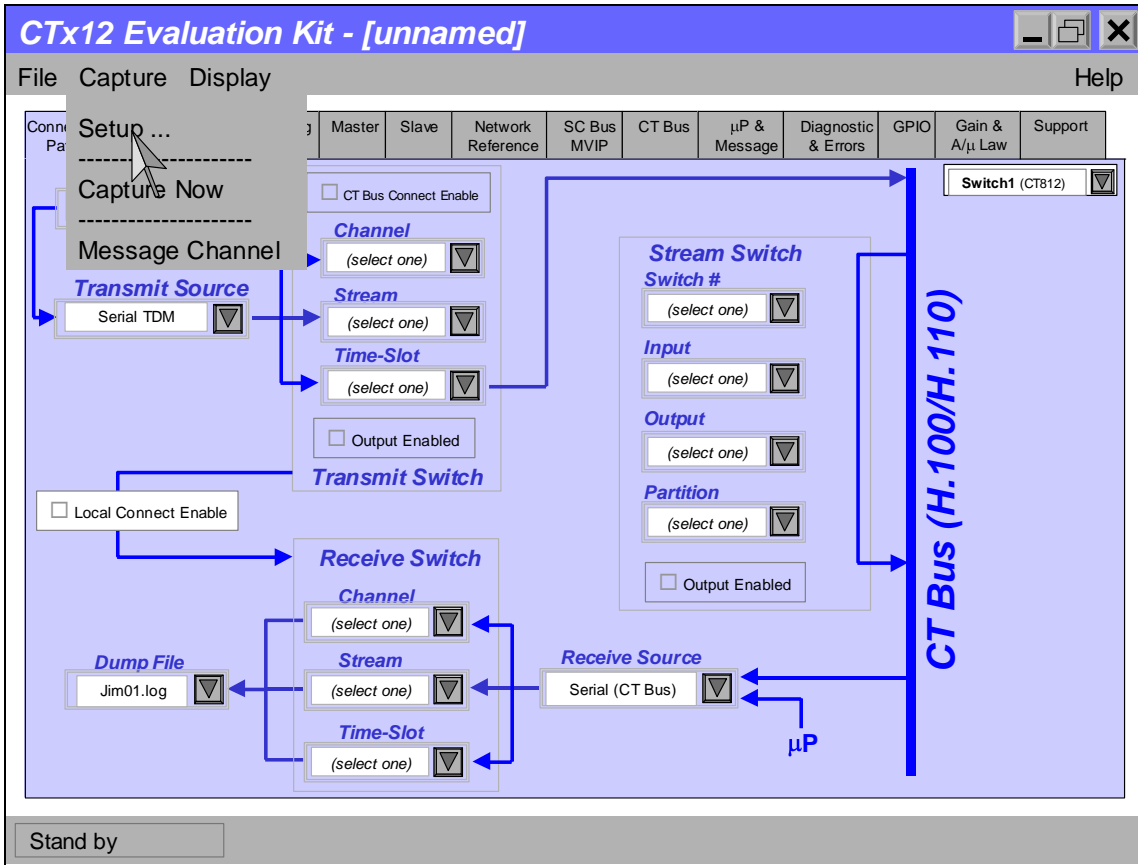 CTx12 Evaluation Kit - [unnamed]
File Capture Display Help
Setup ...
---------------------
Capture Now
---------------------
Message Channel
Master
Slave
Network
Reference
SC Bus
MVIP
CT Bus
µP &
Message
Diagnostic
& Errors
GPIO
Gain &
A/µ Law
Support
Switch1 (CT812)
CT Bus Connect Enable
Channel
(select one)
Transmit Source
Serial TDM
Stream
(select one)
Time-Slot
(select one)
Output Enabled
Transmit Switch
Stream Switch
Switch #
(select one)
Input
(select one)
Output
(select one)
Partition
(select one)
Output Enabled
CT Bus (H.100/H.110)
Local Connect Enable
Receive Switch
Channel
(select one)
Dump File
Jim01.log
Stream
(select one)
Receive Source
Serial (CT Bus)
Time-Slot
(select one)
µP
Stand by